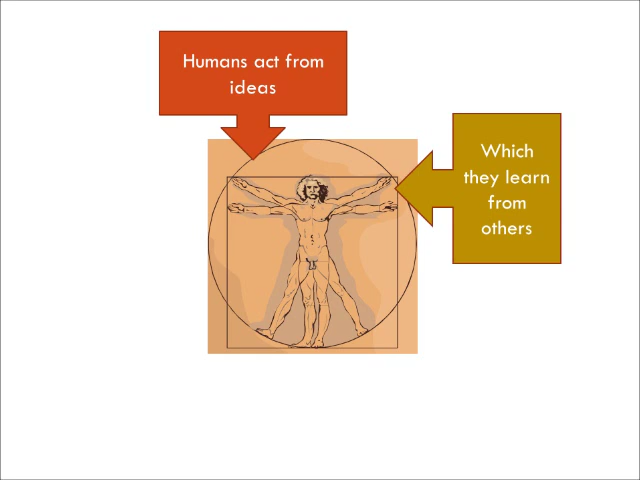 Humans act from
ideas
Which
they learn
from
others